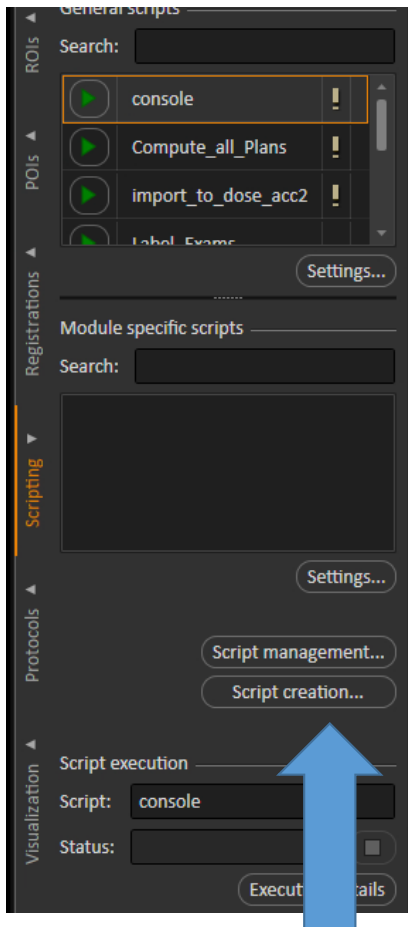 General scripts
Search:
console
Compute_all_Plans
import_to_dose_acc2
Label_Exams
Settings...
Module specific scripts
Search:
Settings...
Script management...
Script creation...
Script execution
Script: console
Status:
ROIs
POIs
Registrations
Scripting
Protocols
Visualization